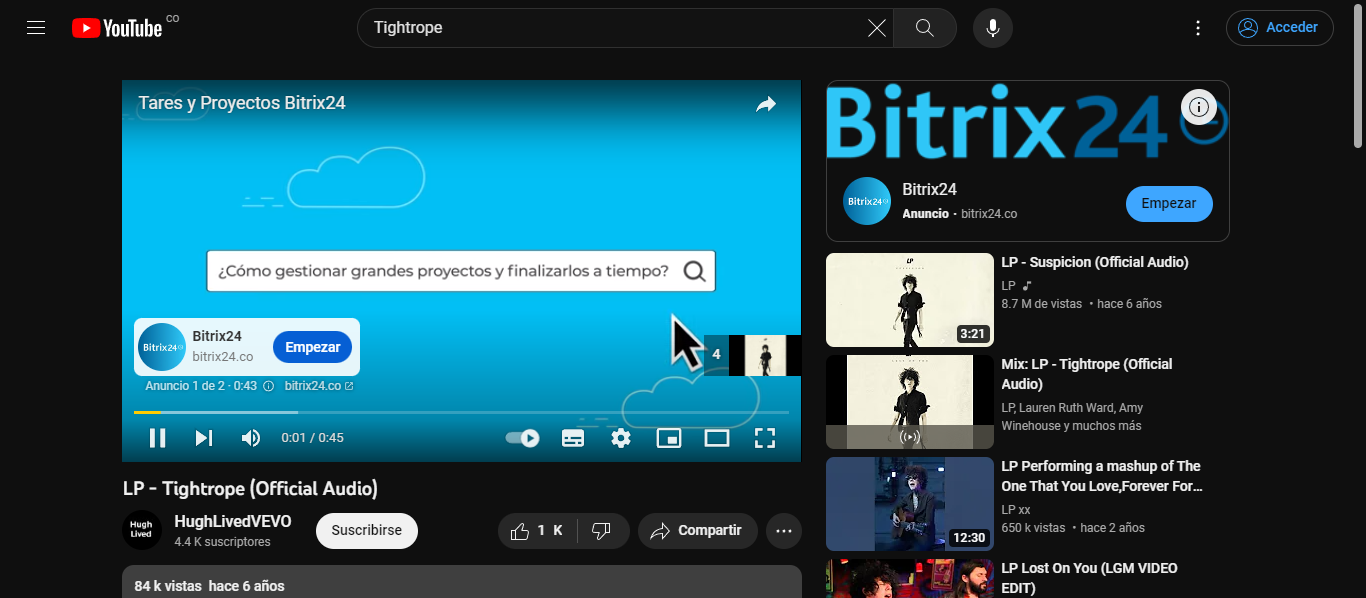 YouTube CO
Tightrope
Acceder
Tares y Proyectos Bitrix24
¿Cómo gestionar grandes proyectos y finalizarlos a tiempo?
Bitrix24
Bitrix24
bitrix24.co
Empezar
4
Anuncio 1 de 2 · 0:43
bitrix24.co
0:01 / 0:45
LP - Tightrope (Official Audio)
Hugh
Lived
HughLivedVEVO
4.4 K suscriptores
Suscribirse
1 K
Compartir
84 k vistas hace 6 años
Bitrix24
Bitrix24
Bitrix24
Anuncio · bitrix24.co
Empezar
LP
3:21
LP - Suspicion (Official Audio)
LP
8.7 M de vistas • hace 6 años
Mix: LP - Tightrope (Official
Audio)
LP, Lauren Ruth Ward, Amy
Winehouse y muchos más
12:30
LP Performing a mashup of The
One That You Love,Forever For...
LP xx
650 k vistas • hace 2 años
LP Lost On You (LGM VIDEO
EDIT)